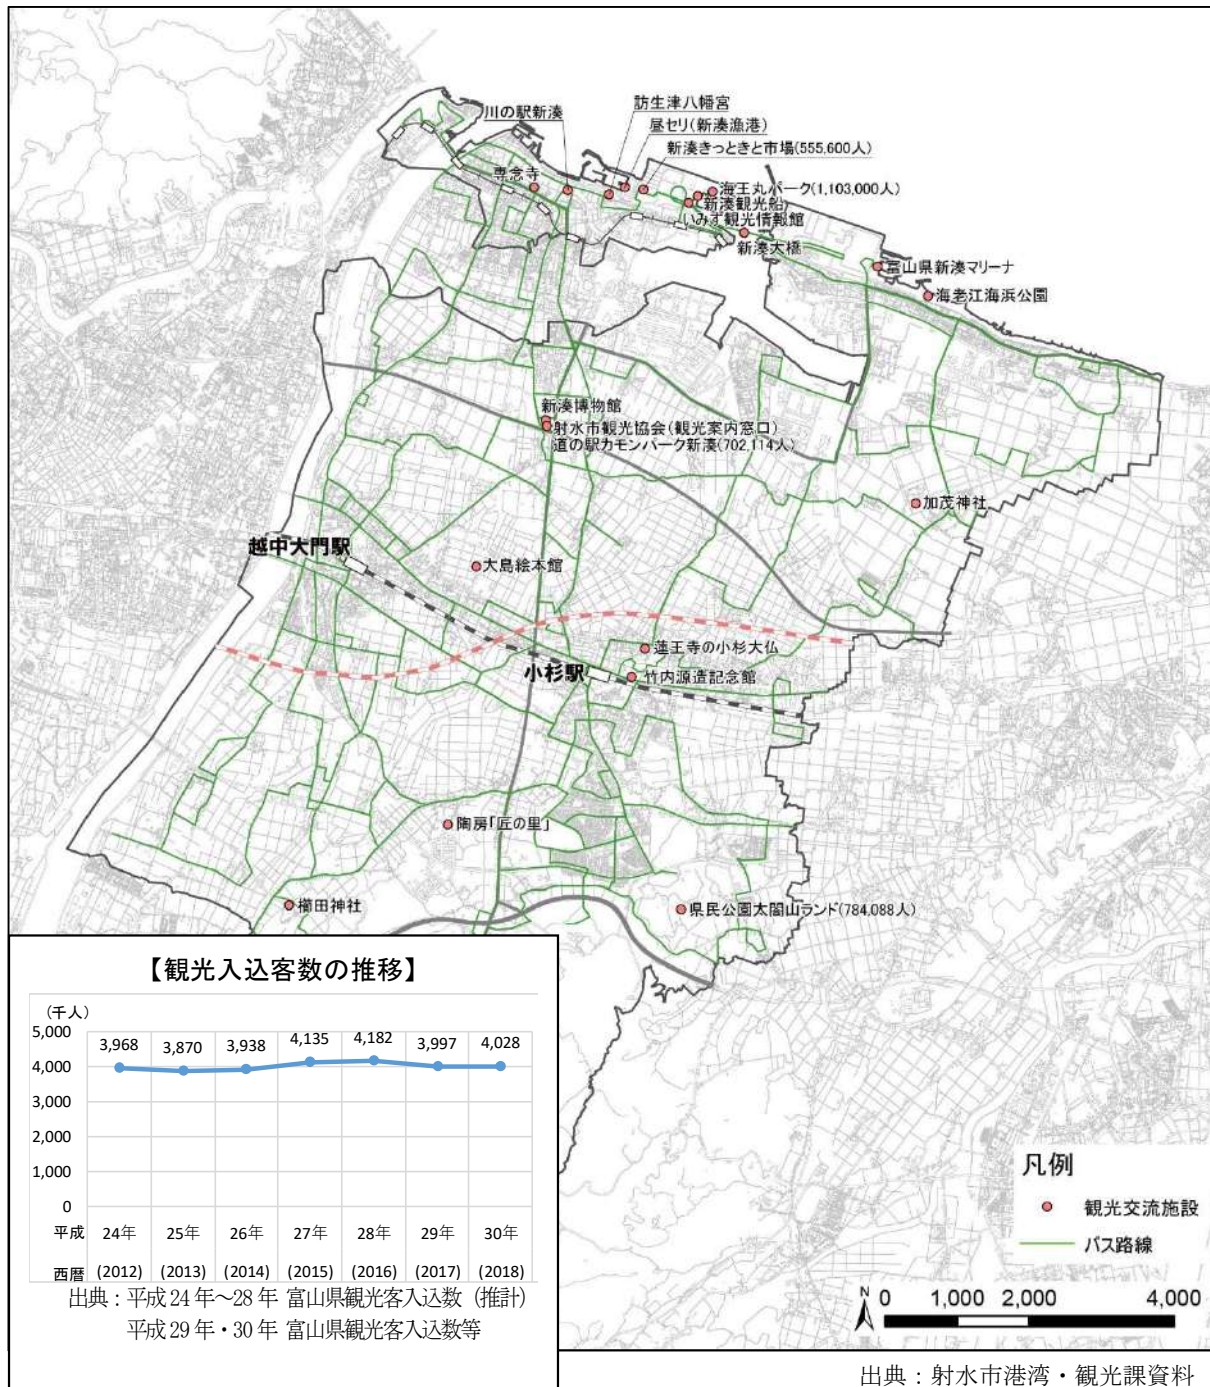 訪生津八幡宮
川の駅新湊
昼セリ(新湊漁港)
新湊きっときと市場(555,600人)
専念寺
海王丸パーク(1,103,000人)
新湊観光船
いみず観光情報館
新湊大橋
富山県新湊マリーナ
海老江海浜公園
新湊博物館
射水市観光協会(観光案内窓口)
道の駅カモンパーク新湊(702,114人)
加茂神社
越中大門駅
大島絵本館
蓮王寺の小杉大仏
小杉駅
竹内源造記念館
陶房「匠の里」
櫛田神社
県民公園太閤山ランド(784,088人)
【観光入込客数の推移】
(千人)
5,000
4,000
3,000
2,000
1,000
0
3,968 3,870 3,938 4,135 4,182 3,997 4,028
平成 24年 25年 26年 27年 28年 29年 30年
西暦 (2012) (2013) (2014) (2015) (2016) (2017) (2018)
出典：平成24年～28年 富山県観光客入込数（推計）
平成29年・30年 富山県観光客入込数等
凡例
観光交流施設
バス路線
N
0 1,000 2,000 4,000
出典：射水市港湾・観光課資料